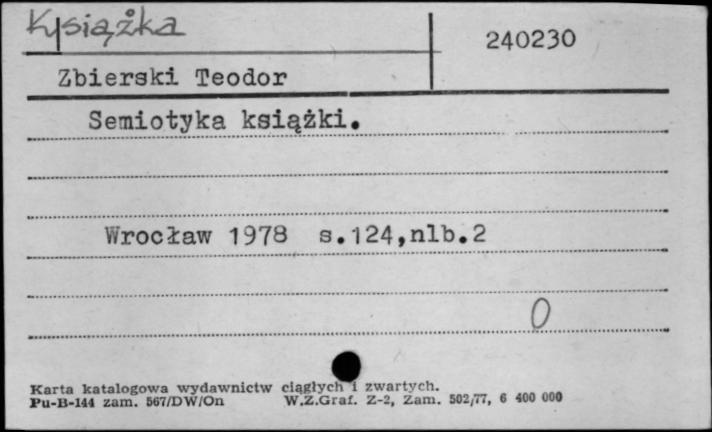 Książka
240230
Zbierski Teodor
Semiotyka książki.
Wrocław 1978 s.124,nlb.2
0
Karta katalogowa wydawnictw ciągłych i zwartych.
Pu-B-144 zam. 567/DW/On W.Z.Graf. Z-2, Zam. 502/77, 6 400 000